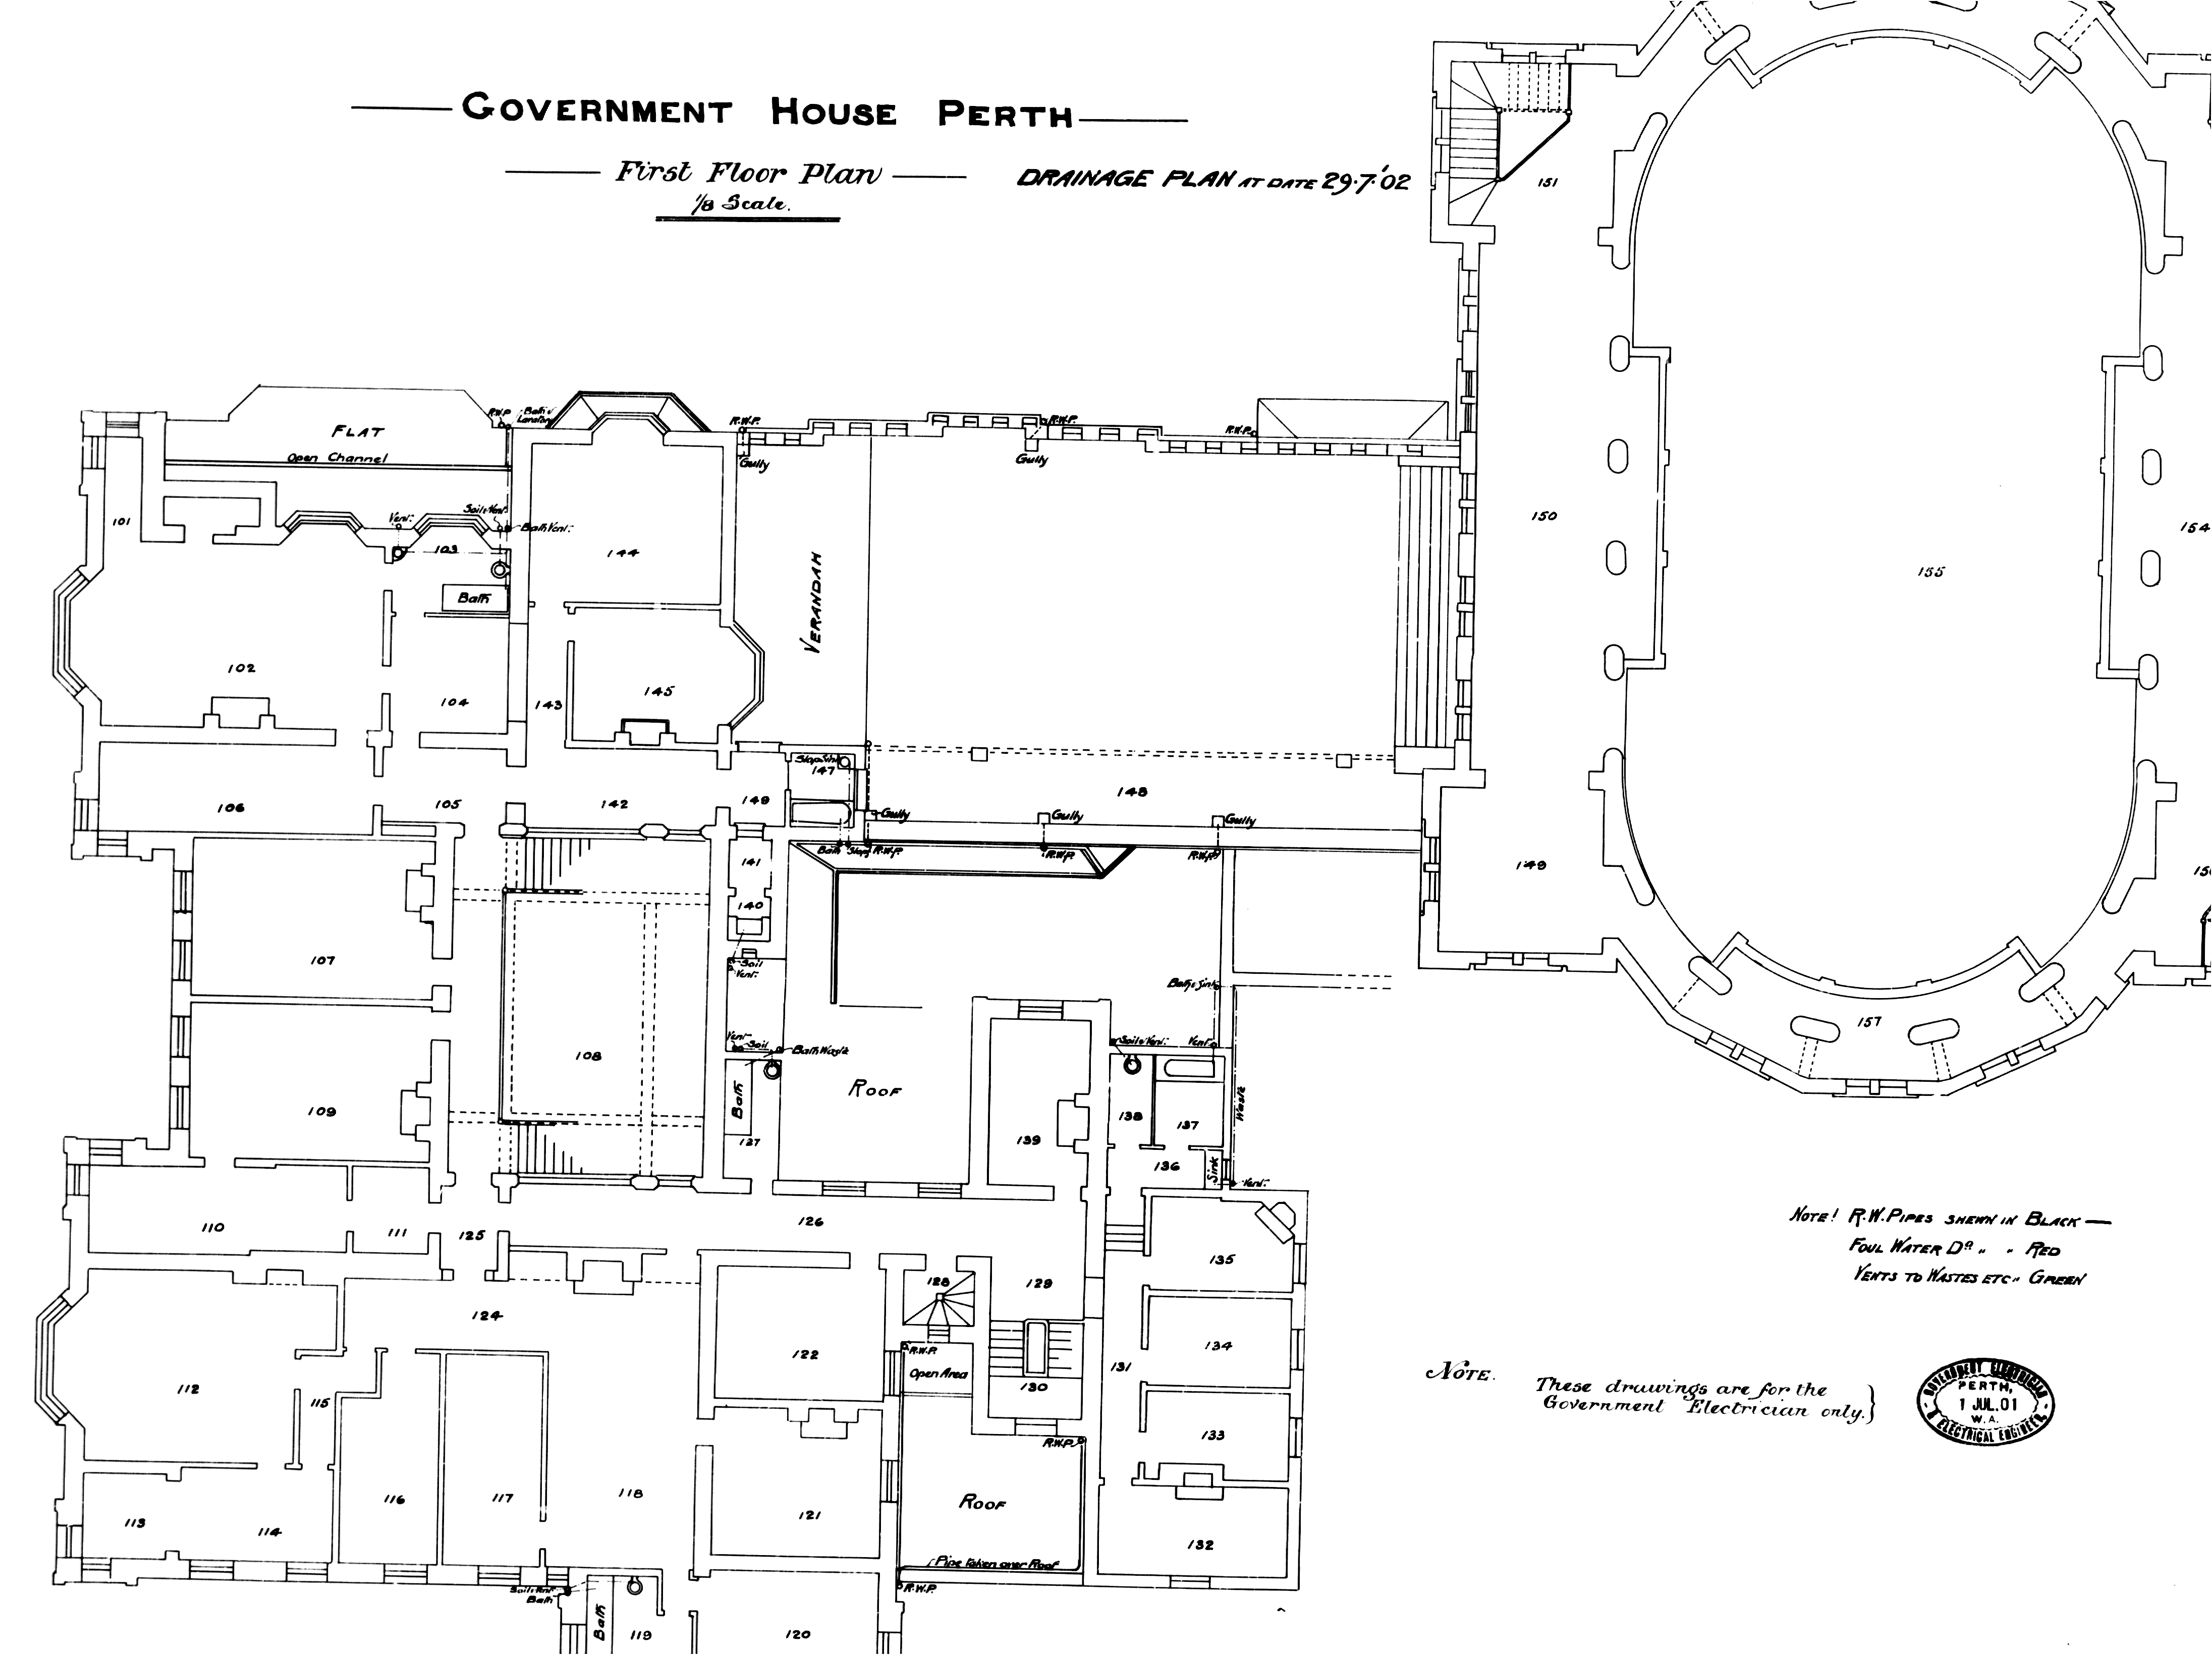 GOVERNMENT HOUSE PERTH
First Floor Plan
1/8 Scale.
DRAINAGE PLAN AT DATE 29·7·'02
151
FLAT
Open Channel
R.W.P.
Bath &
R.W.P.
Gully
R.W.P.
Gully
R.W.P.
101
Vent:
Soil & Vent:
Bath Vent:
103
Bath
102
104
143
144
145
VERANDAH
150
155
154
106
105
142
149
Slop Sink
147
148
Gully
Gully
Gully
Bath
Slop
R.W.P.
R.W.P.
R.W.P.
141
140
149
107
Soil
Vent:
Bath & Sink
108
Vent
Soil
Bath Waste
Bath
127
ROOF
139
Soil & Vent:
Vent
138
137
Waste
157
109
136
Sink
Vent:
110
111
125
126
135
128
129
NOTE! R.W. PIPES SHEWN IN BLACK —
FOUL WATER Do " " RED
VENTS TO WASTES ETC " GREEN
124
122
R.W.P.
Open Area
130
131
134
112
115
NOTE.
These drawings are for the
Government Electrician only.}
GOVERNMENT ELECTRICIAN
PERTH,
1 JUL.01
W.A.
& ELECTRICAL ENGINEER
133
R.W.P.
116
117
118
121
ROOF
113
114
132
Pipe taken over Roof
R.W.P.
Soil & Vent
Bath
Bath
119
120